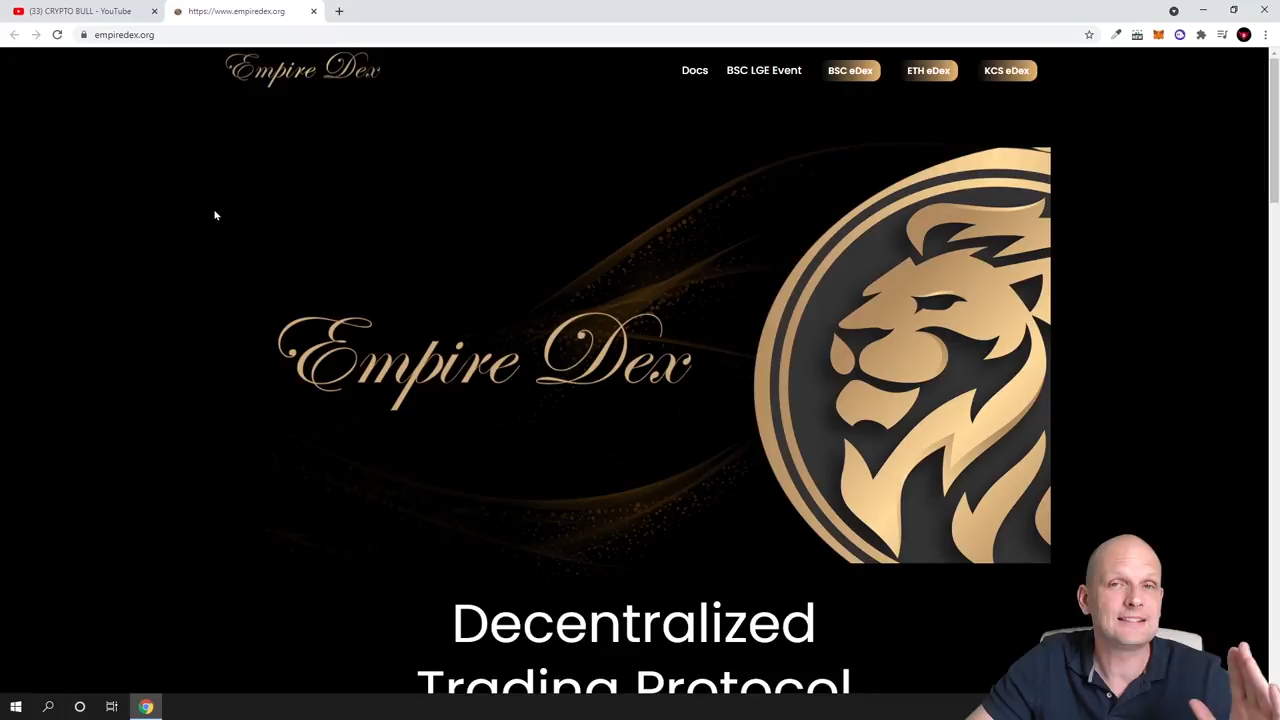 (33) CRYPTO BULL - YouTube
https://www.empiredex.org
empiredex.org
Empire Dex
Docs
BSC LGE Event
BSC eDex
ETH eDex
KCS eDex
Empire Dex
Decentralized
Trading Protocol